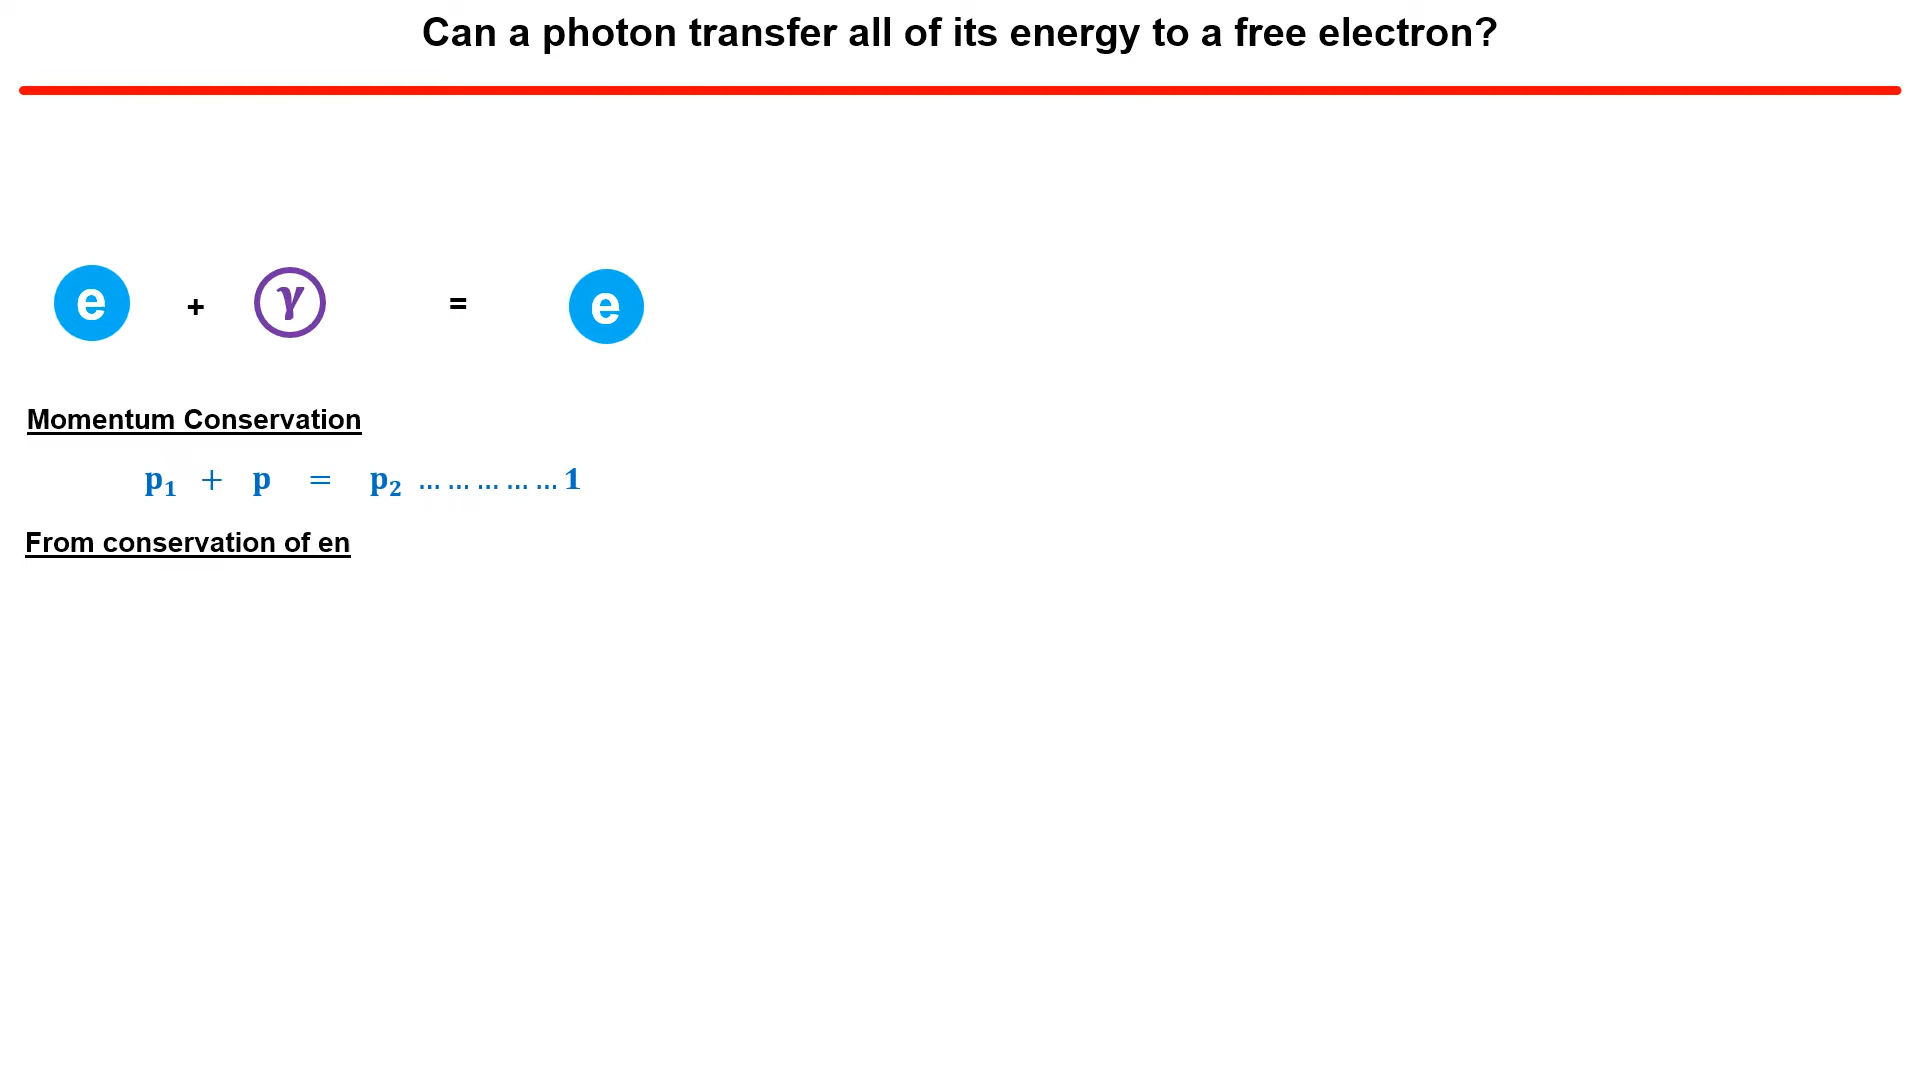 Can a photon transfer all of its energy to a free electron?
e + γ = e
Momentum Conservation
p₁ + p = p₂ ... ... ... ... ... 1
From conservation of en